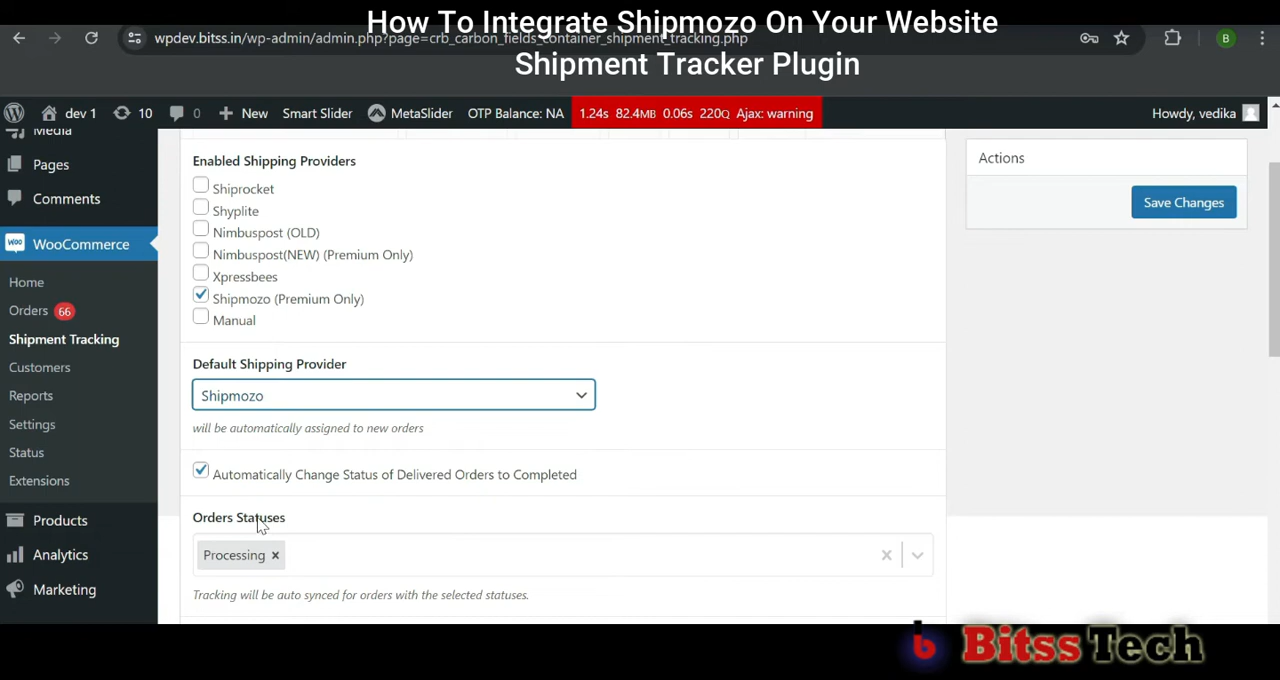 How To Integrate Shipmozo On Your Website
wpdev.bitss.in/wp-admin/admin.php?page=crb_carbon_fields_container_shipment_tracking.php
B
Shipment Tracker Plugin
dev 1
10
0
New
Smart Slider
MetaSlider
OTP Balance: NA
1.24s 82.4MB 0.06s 220Q Ajax: warning
Howdy, vedika
Media
Pages
Comments
WooCommerce
Home
Orders 66
Shipment Tracking
Customers
Reports
Settings
Status
Extensions
Products
Analytics
Marketing
Enabled Shipping Providers
Shiprocket
Shyplite
Nimbuspost (OLD)
Nimbuspost(NEW) (Premium Only)
Xpressbees
Shipmozo (Premium Only)
Manual
Default Shipping Provider
Shipmozo
will be automatically assigned to new orders
Automatically Change Status of Delivered Orders to Completed
Orders Statuses
Processing
Tracking will be auto synced for orders with the selected statuses.
Actions
Save Changes
b Bitss Tech